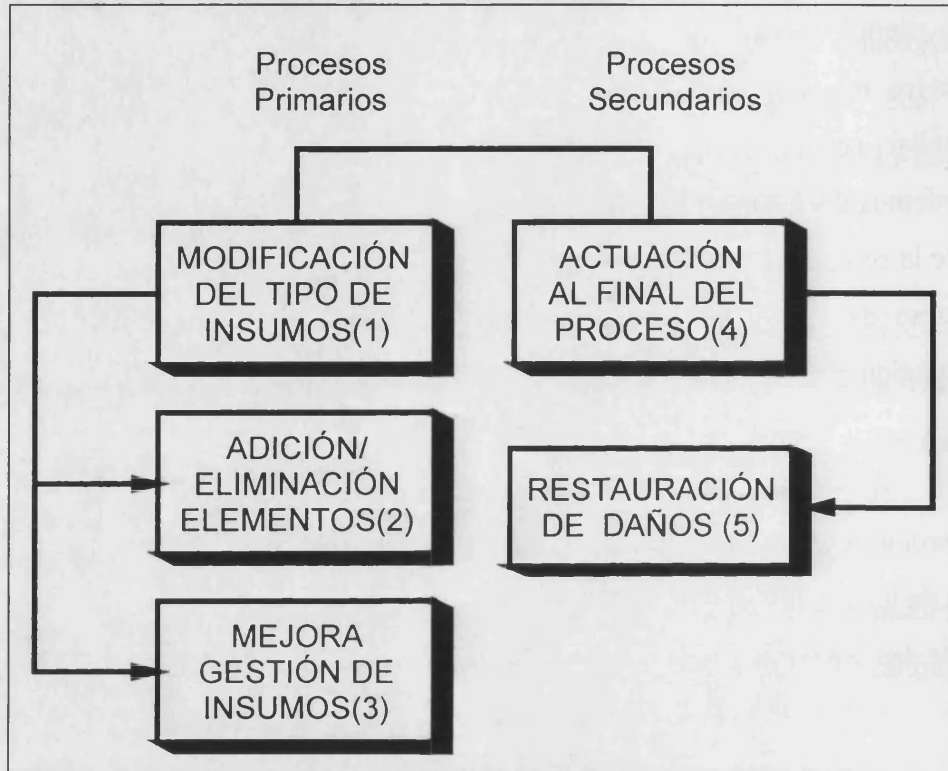 Procesos
Primarios
Procesos
Secundarios
MODIFICACIÓN
DEL TIPO DE
INSUMOS(1)
ACTUACIÓN
AL FINAL DEL
PROCESO(4)
ADICIÓN/
ELIMINACIÓN
ELEMENTOS(2)
RESTAURACIÓN
DE DAÑOS (5)
MEJORA
GESTIÓN DE
INSUMOS(3)